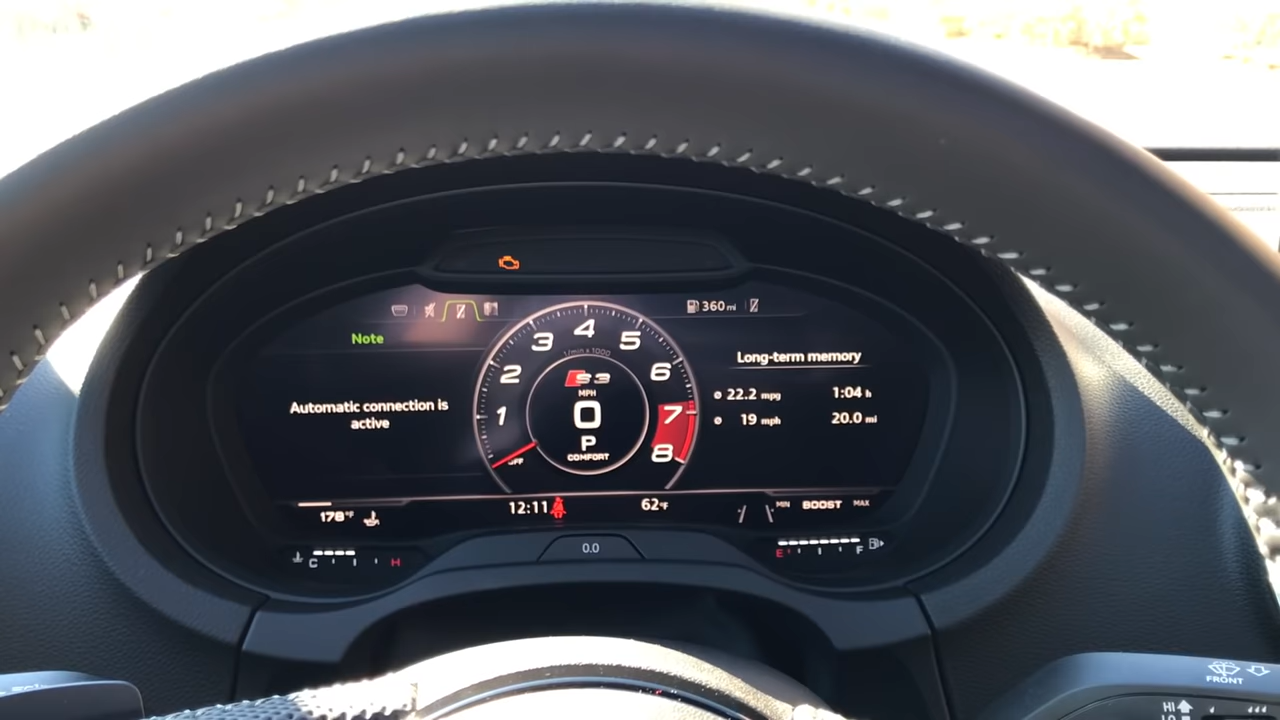 360 mi
Note
4
3
5
1/min x 1000
2
6
1
7
8
OFF
S3
MPH
0
P
COMFORT
Automatic connection is
active
Long-term memory
ø 22.2 mpg 1:04 h
ø 19 mph 20.0 mi
178°F
12:11
62°F
MIN BOOST MAX
C H
0.0
E F
FRONT
HI
LO